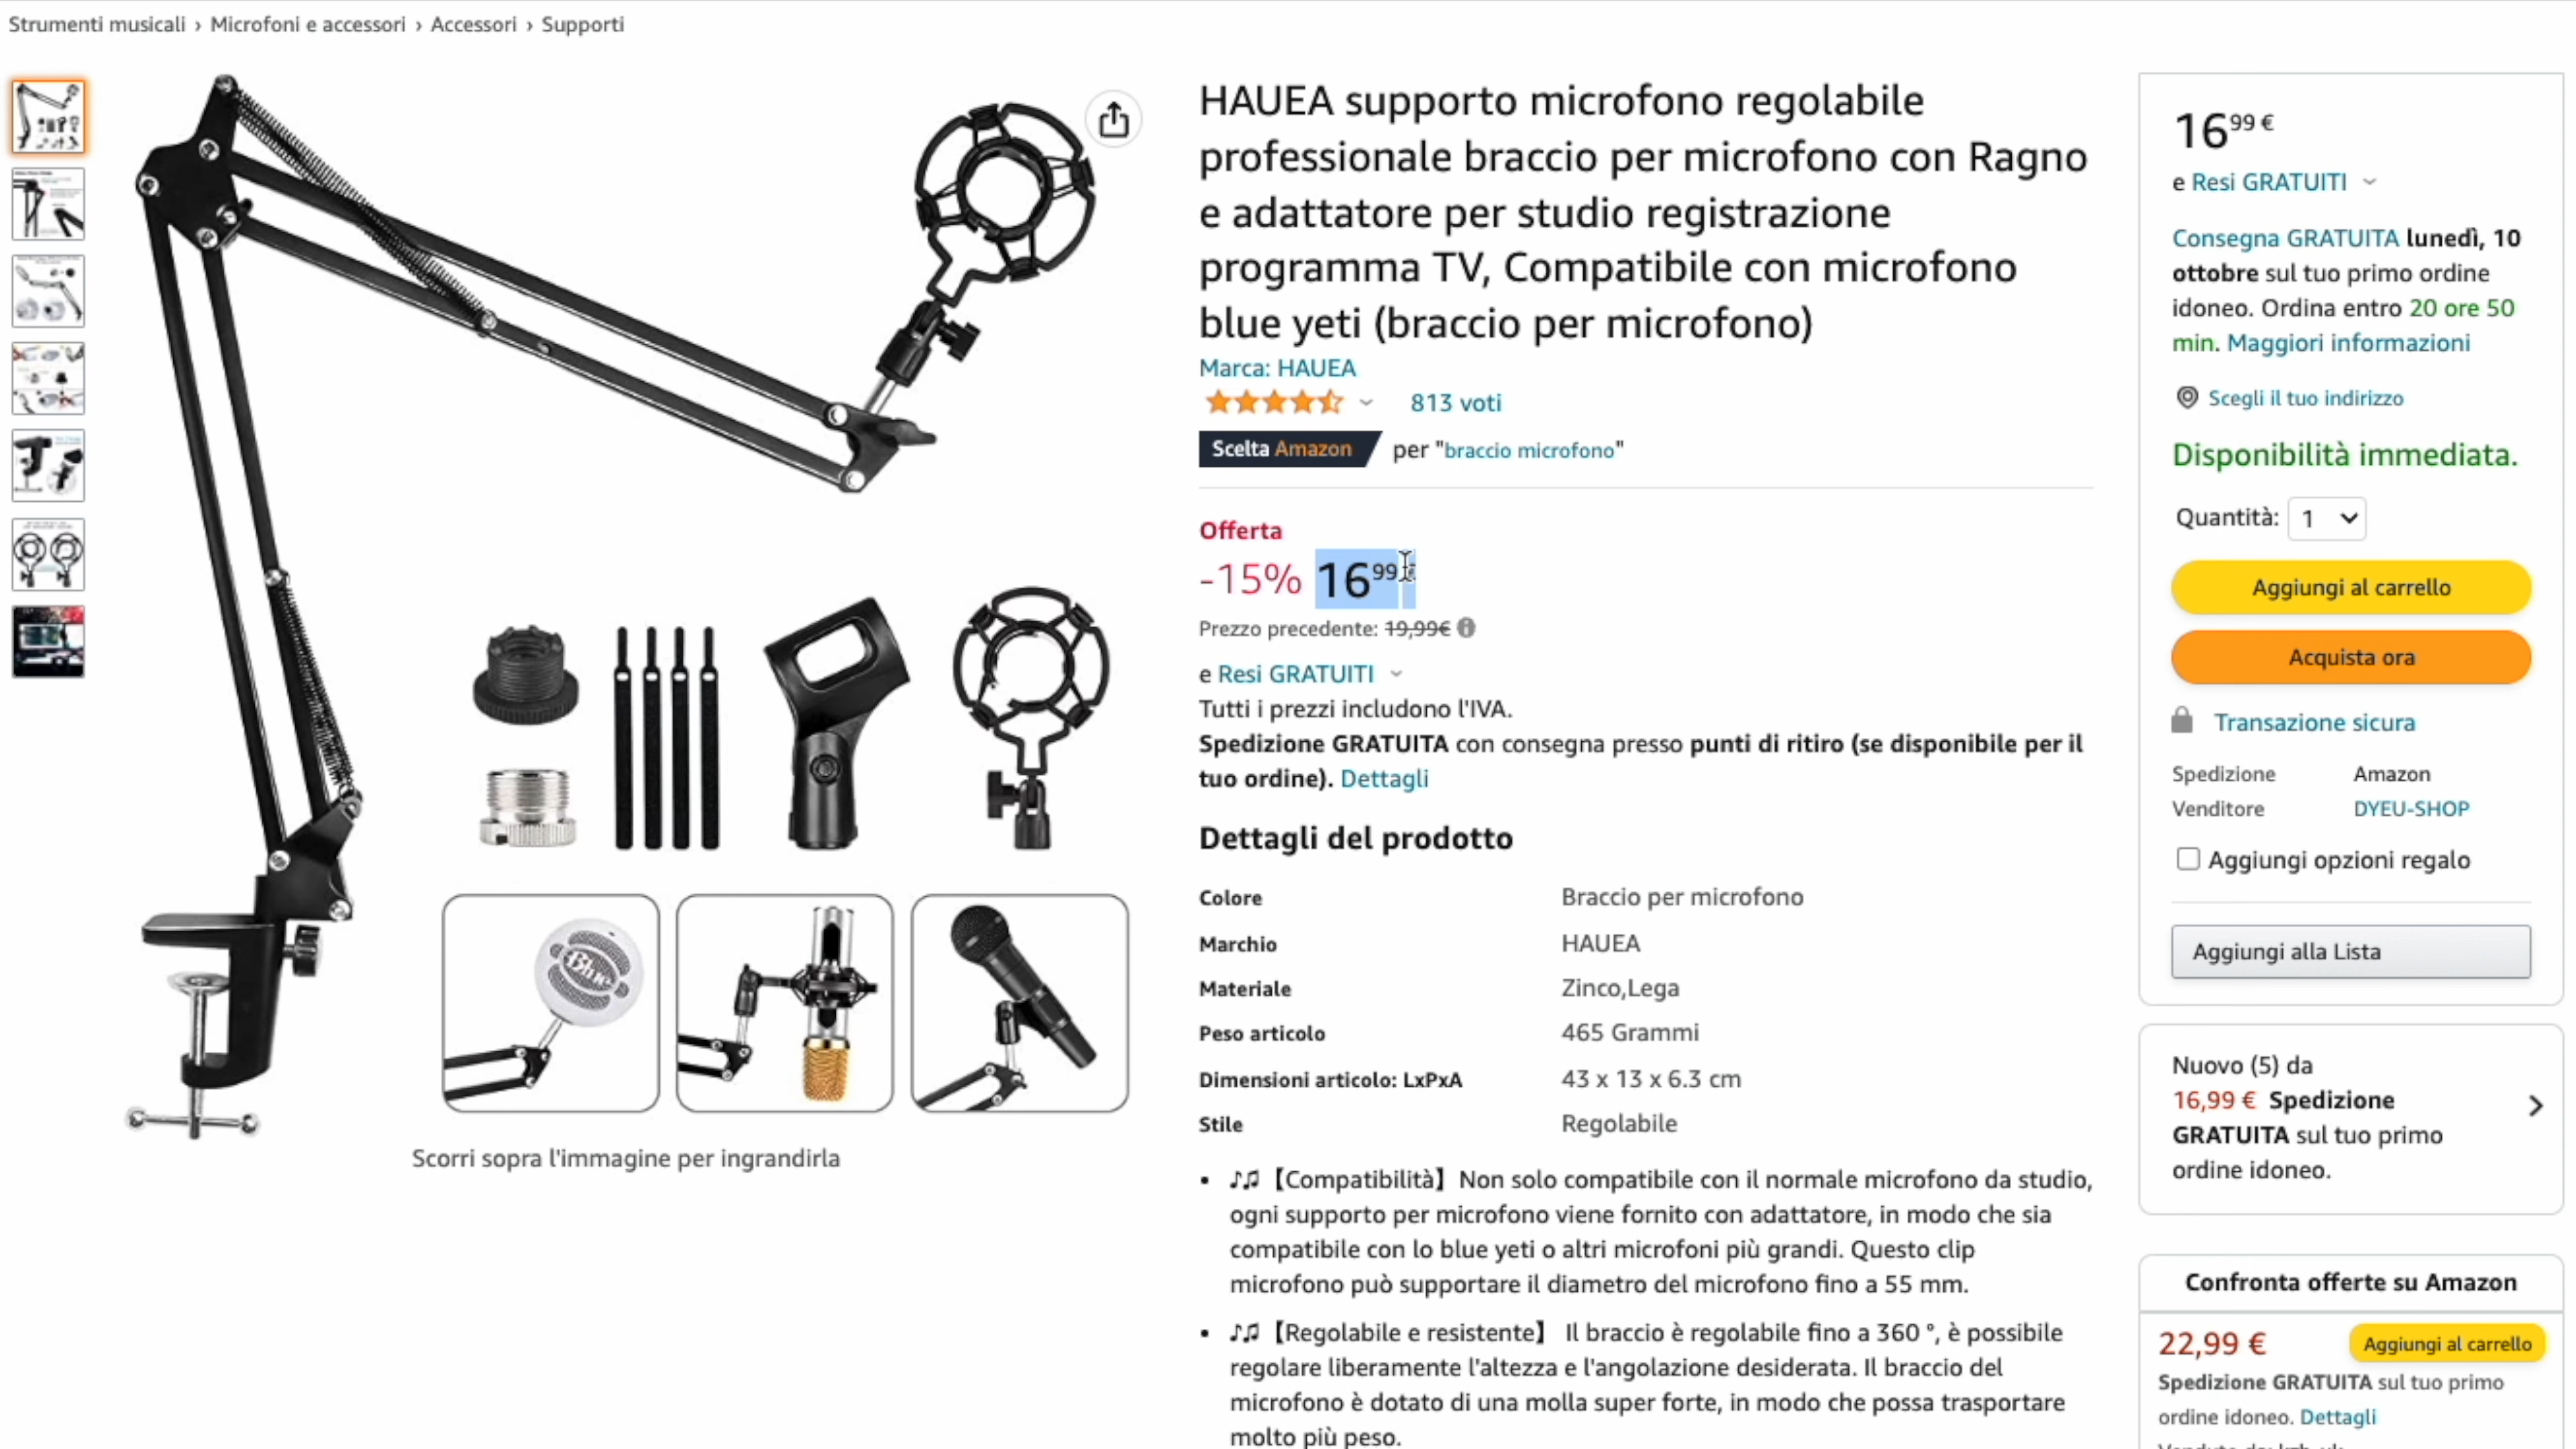 Strumenti musicali › Microfoni e accessori › Accessori › Supporti
HAUEA supporto microfono regolabile
professionale braccio per microfono con Ragno
e adattatore per studio registrazione
programma TV, Compatibile con microfono
blue yeti (braccio per microfono)
Marca: HAUEA
813 voti
Scelta Amazon per "braccio microfono"
Offerta
-15% 16 99 €
Prezzo precedente: 19,99€
e Resi GRATUITI
Tutti i prezzi includono l'IVA.
Spedizione GRATUITA con consegna presso punti di ritiro (se disponibile per il
tuo ordine). Dettagli
Dettagli del prodotto
Colore Braccio per microfono
Marchio HAUEA
Materiale Zinco,Lega
Peso articolo 465 Grammi
Dimensioni articolo: LxPxA 43 x 13 x 6.3 cm
Stile Regolabile
• ♪♫【Compatibilità】Non solo compatibile con il normale microfono da studio,
ogni supporto per microfono viene fornito con adattatore, in modo che sia
compatibile con lo blue yeti o altri microfoni più grandi. Questo clip
microfono può supportare il diametro del microfono fino a 55 mm.
• ♪♫【Regolabile e resistente】 Il braccio è regolabile fino a 360 °, è possibile
regolare liberamente l'altezza e l'angolazione desiderata. Il braccio del
microfono è dotato di una molla super forte, in modo che possa trasportare
molto più peso.
Blue
Scorri sopra l'immagine per ingrandirla
16 99 €
e Resi GRATUITI
Consegna GRATUITA lunedì, 10
ottobre sul tuo primo ordine
idoneo. Ordina entro 20 ore 50
min. Maggiori informazioni
Scegli il tuo indirizzo
Disponibilità immediata.
Quantità: 1
Aggiungi al carrello
Acquista ora
Transazione sicura
Spedizione Amazon
Venditore DYEU-SHOP
Aggiungi opzioni regalo
Aggiungi alla Lista
Nuovo (5) da
16,99 € Spedizione
GRATUITA sul tuo primo
ordine idoneo.
Confronta offerte su Amazon
22,99 € Aggiungi al carrello
Spedizione GRATUITA sul tuo primo
ordine idoneo. Dettagli